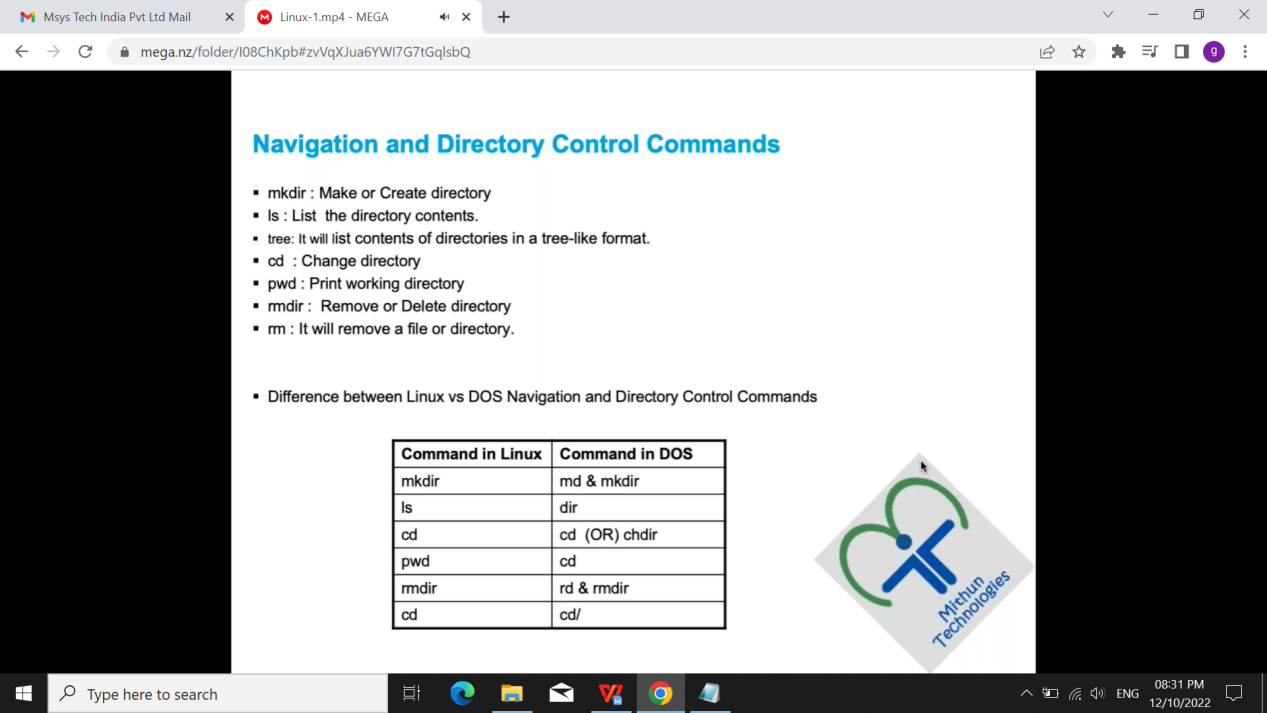 Msys Tech India Pvt Ltd Mail
Linux-1.mp4 - MEGA
mega.nz/folder/I08ChKpb#zvVqXJua6YWI7G7tGqlsbQ
g
Navigation and Directory Control Commands
▪ mkdir : Make or Create directory
▪ ls : List the directory contents.
▪ tree: It will list contents of directories in a tree-like format.
▪ cd : Change directory
▪ pwd : Print working directory
▪ rmdir : Remove or Delete directory
▪ rm : It will remove a file or directory.
▪ Difference between Linux vs DOS Navigation and Directory Control Commands
Command in Linux Command in DOS
mkdir md & mkdir
ls dir
cd cd (OR) chdir
pwd cd
rmdir rd & rmdir
cd cd/
Mithun
Technologies
Type here to search
ENG
08:31 PM
12/10/2022